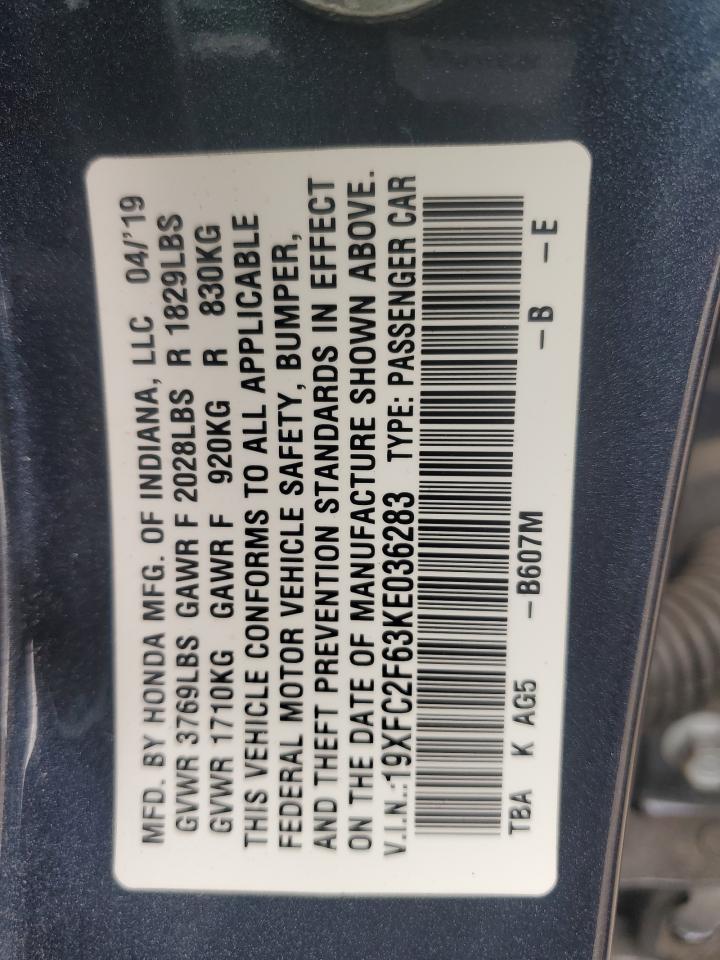 MFD. BY HONDA MFG. OF INDIANA, LLC 04/'19
GVWR 3769LBS GAWR F 2028LBS R 1829LBS
GVWR 1710KG GAWR F 920KG R 830KG
THIS VEHICLE CONFORMS TO ALL APPLICABLE
FEDERAL MOTOR VEHICLE SAFETY, BUMPER,
AND THEFT PREVENTION STANDARDS IN EFFECT
ON THE DATE OF MANUFACTURE SHOWN ABOVE.
V.I.N.:19XFC2F63KE036283 TYPE: PASSENGER CAR
TBA K AG5 -B607M -B -E